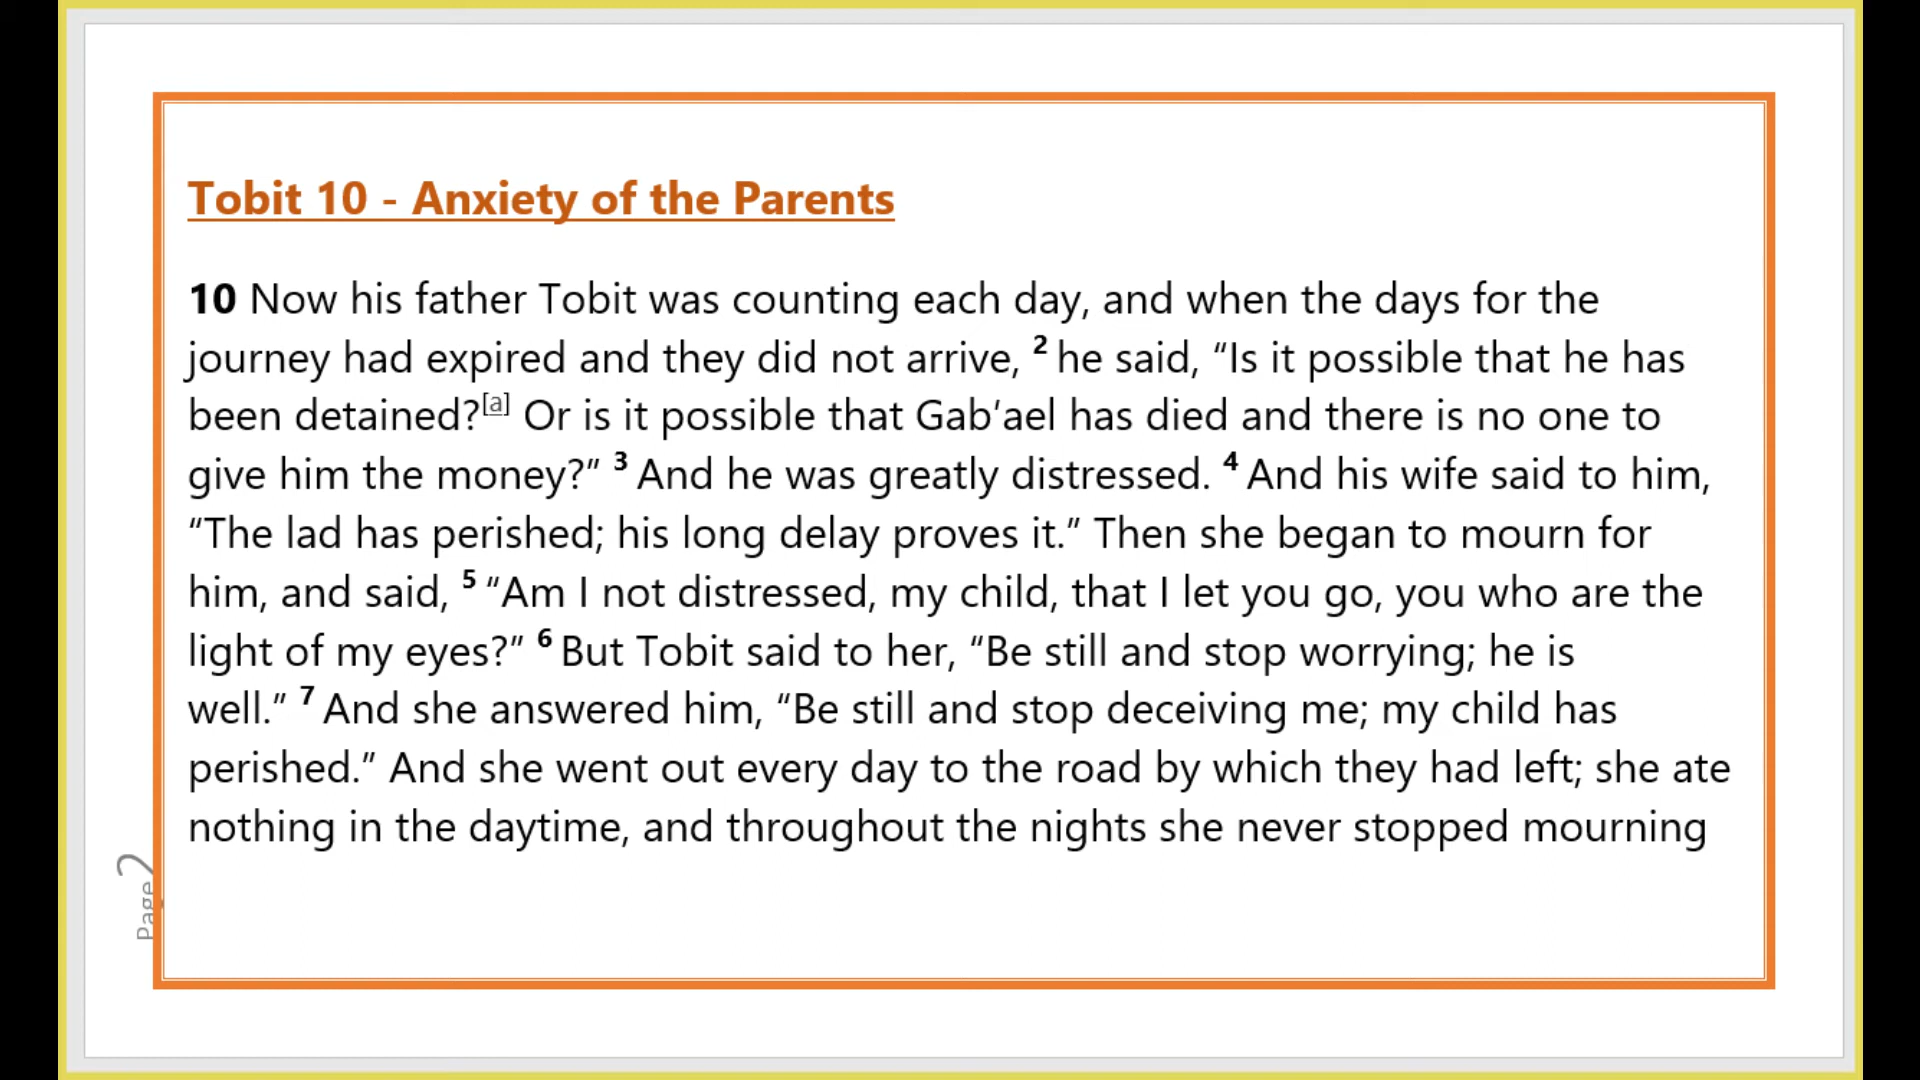 Tobit 10 - Anxiety of the Parents
10 Now his father Tobit was counting each day, and when the days for the
journey had expired and they did not arrive, 2 he said, “Is it possible that he has
been detained?[a] Or is it possible that Gab′ael has died and there is no one to
give him the money?” 3 And he was greatly distressed. 4 And his wife said to him,
“The lad has perished; his long delay proves it.” Then she began to mourn for
him, and said, 5 “Am I not distressed, my child, that I let you go, you who are the
light of my eyes?” 6 But Tobit said to her, “Be still and stop worrying; he is
well.” 7 And she answered him, “Be still and stop deceiving me; my child has
perished.” And she went out every day to the road by which they had left; she ate
nothing in the daytime, and throughout the nights she never stopped mourning
Page 2